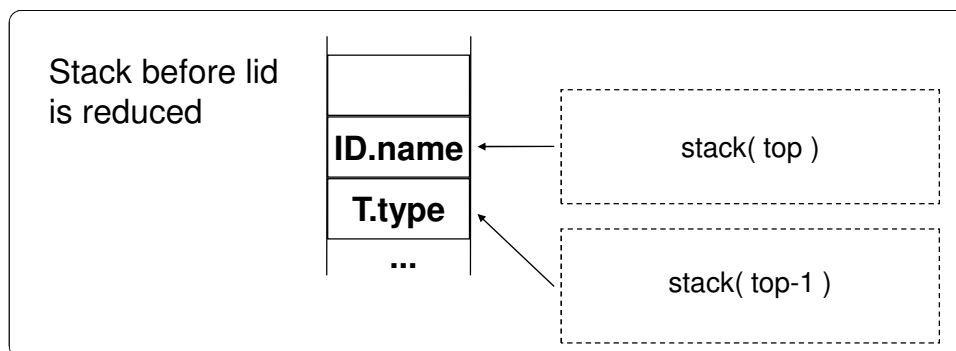 Stack before lid
is reduced
ID.name
T.type
...
stack( top )
stack( top-1 )